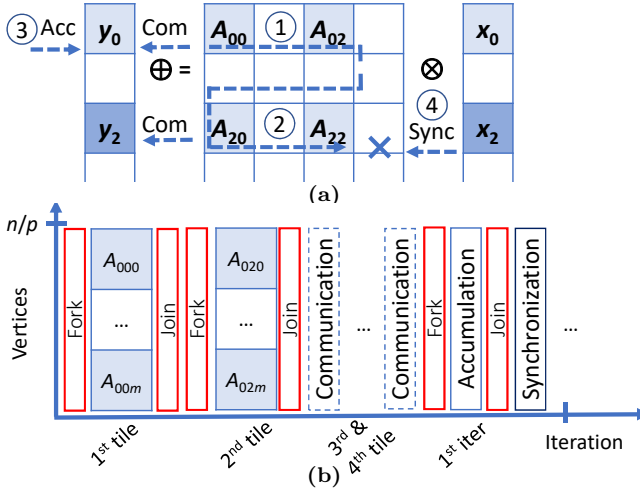 ③ Acc y₀ Com A₀₀ ① A₀₂ x₀
⊕ = ⊗
y₂ Com A₂₀ ② A₂₂ ④ Sync x₂
(a)
n/p
Vertices
Fork
A₀₀₀
...
A₀₀ₘ
Join
Fork
A₀₂₀
...
A₀₂ₘ
Join
Communication
...
Communication
Fork
Accumulation
Join
Synchronization
...
1ˢᵗ tile
2ⁿᵈ tile
3ʳᵈ &
4ᵗʰ tile
1ˢᵗ iter
Iteration
(b)